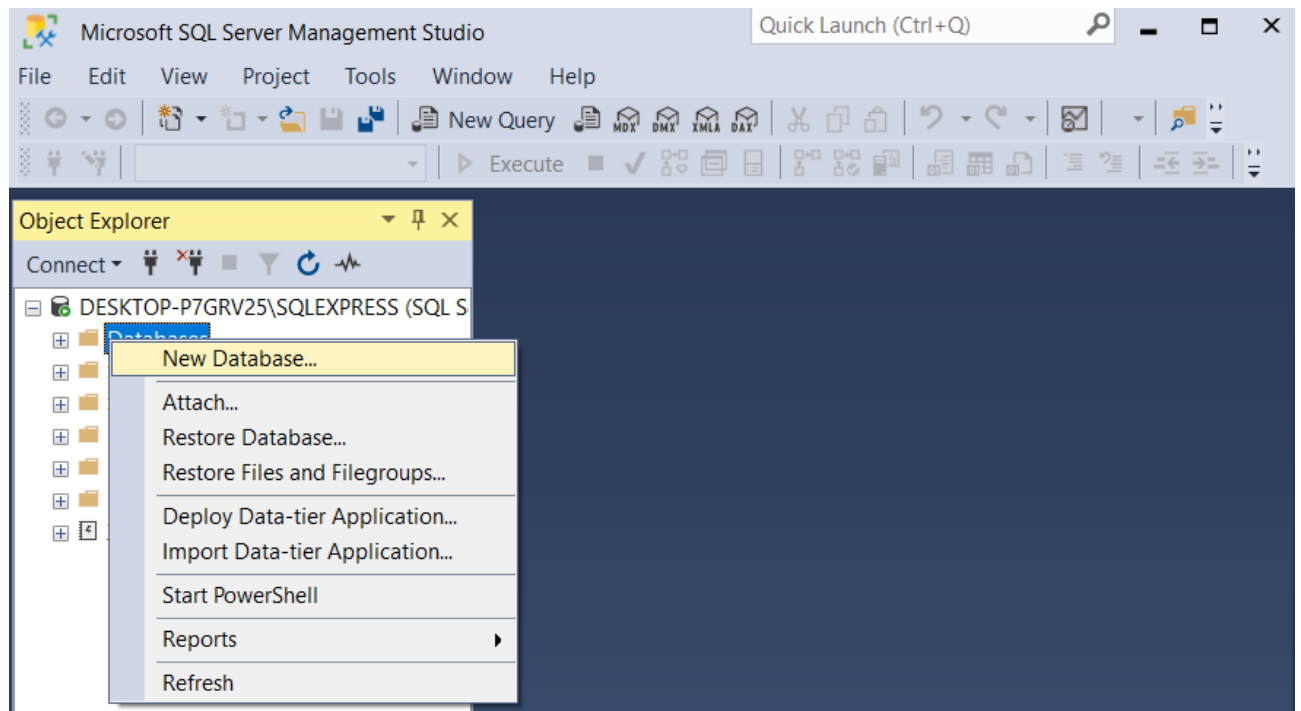 Microsoft SQL Server Management Studio
Quick Launch (Ctrl+Q)
File Edit View Project Tools Window Help
New Query MDX DMX XMLA DAX
Execute
Object Explorer
Connect
DESKTOP-P7GRV25\SQLEXPRESS (SQL S
Databases
New Database...
Attach...
Restore Database...
Restore Files and Filegroups...
Deploy Data-tier Application...
Import Data-tier Application...
Start PowerShell
Reports
Refresh